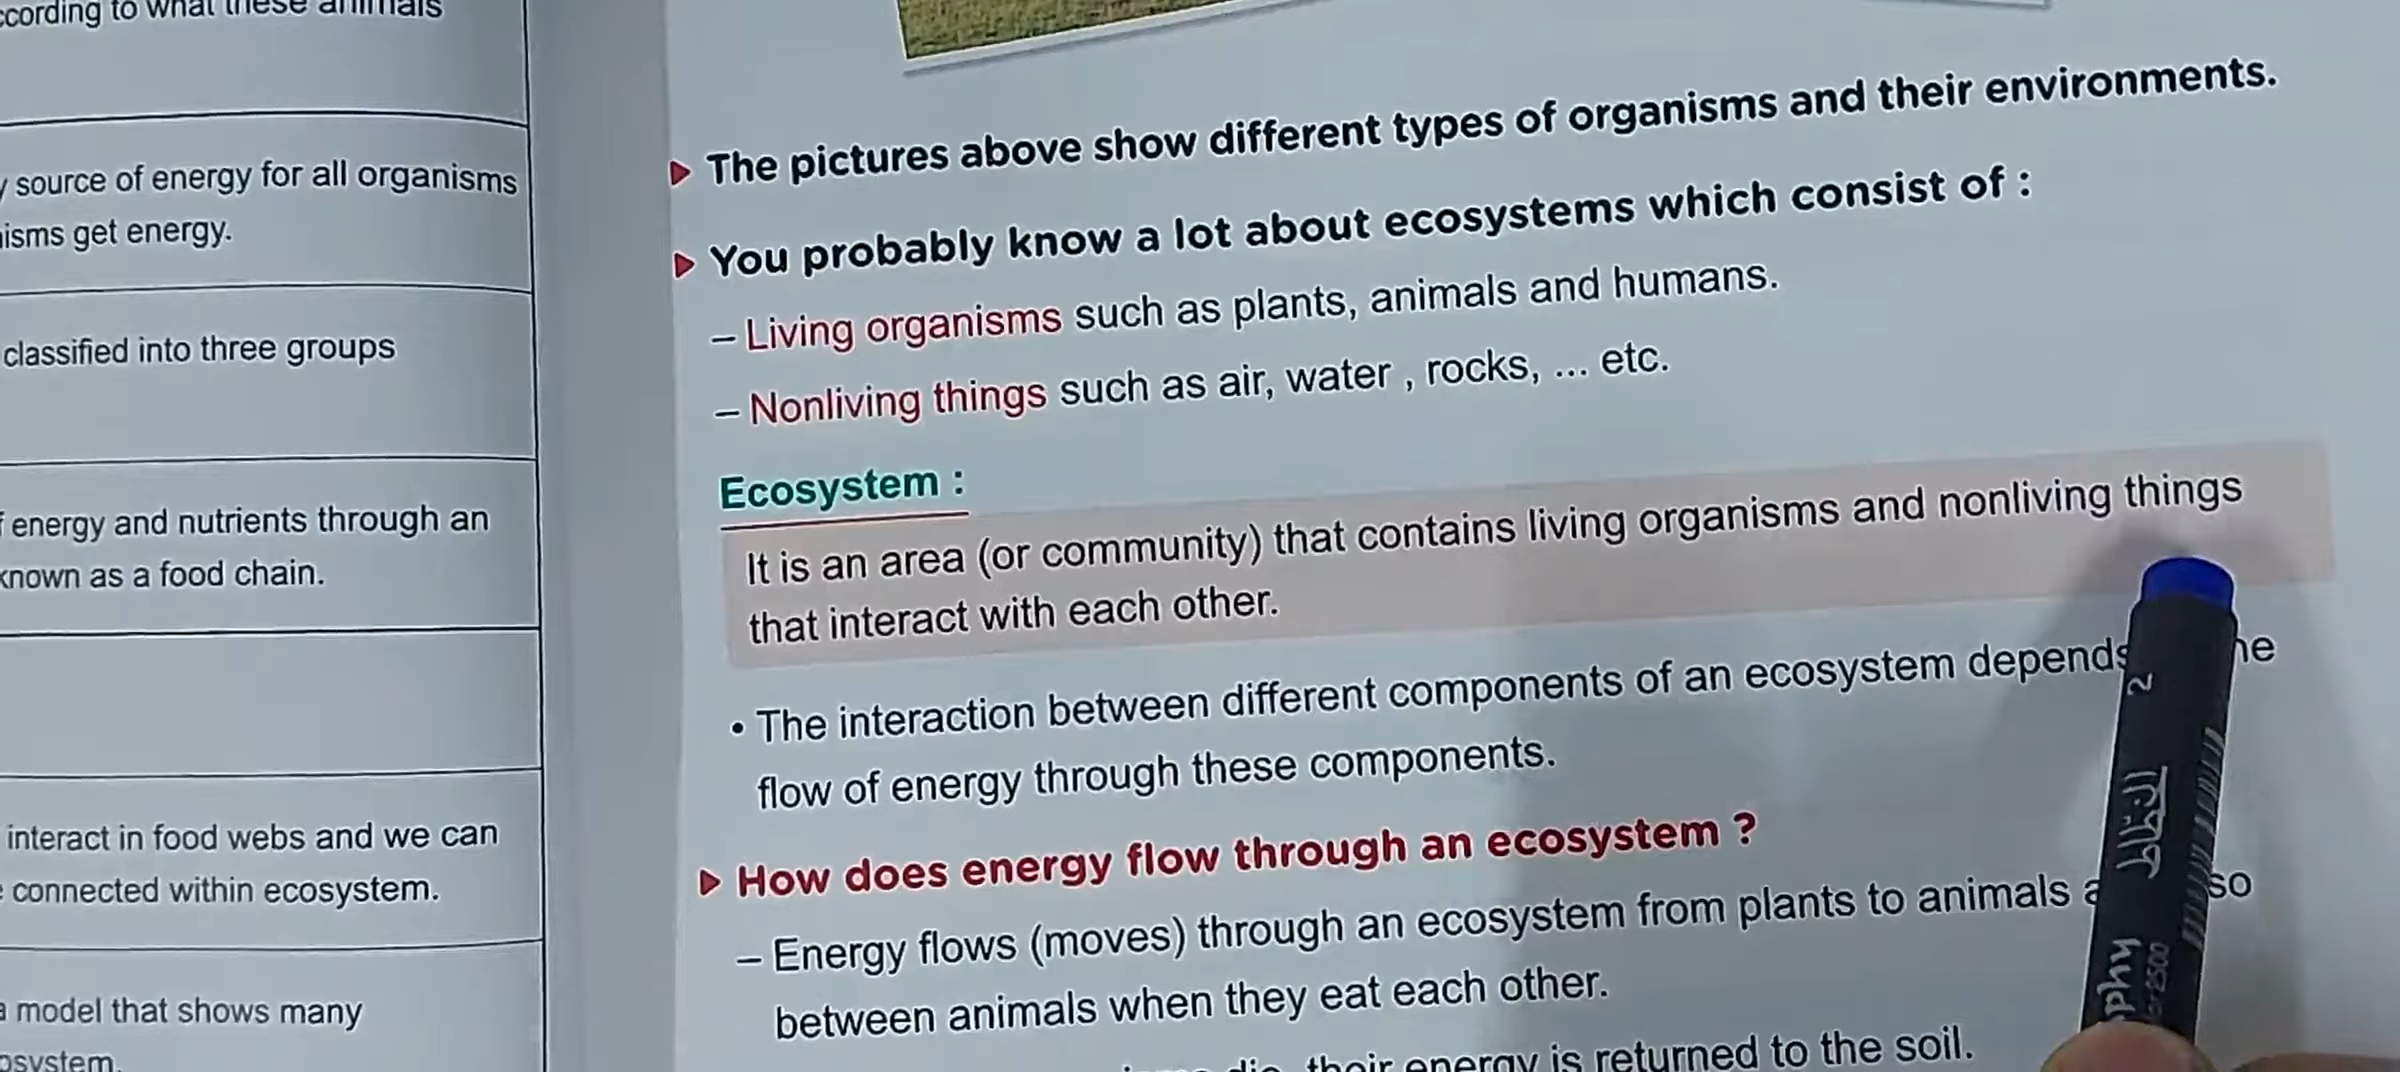 according to what these animals
source of energy for all organisms
get energy.
classified into three groups
energy and nutrients through an
known as a food chain.
interact in food webs and we can
connected within ecosystem.
a model that shows many
▶ The pictures above show different types of organisms and their environments.
▶ You probably know a lot about ecosystems which consist of :
– Living organisms such as plants, animals and humans.
– Nonliving things such as air, water , rocks, ... etc.
Ecosystem :
It is an area (or community) that contains living organisms and nonliving things
that interact with each other.
• The interaction between different components of an ecosystem depends
flow of energy through these components.
▶ How does energy flow through an ecosystem ?
– Energy flows (moves) through an ecosystem from plants to animals
between animals when they eat each other.
die, their energy is returned to the soil.
2